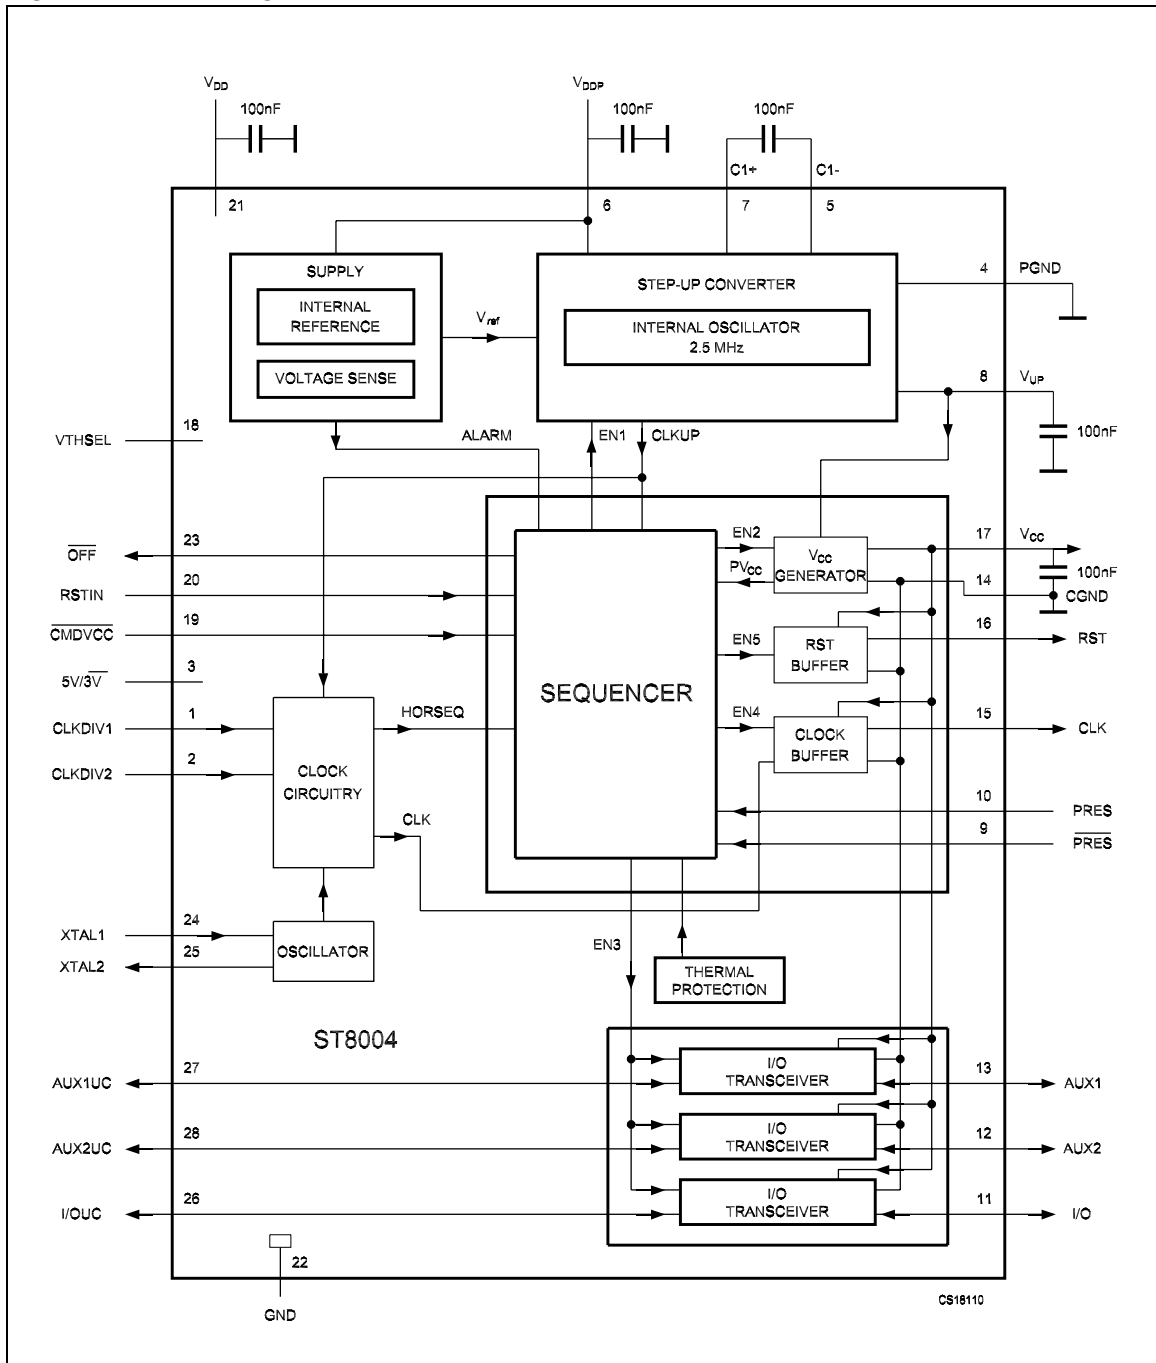 VDD
VDDP
100nF
100nF
100nF
C1+
C1-
21
6
7
5
SUPPLY
INTERNAL
REFERENCE
VOLTAGE SENSE
Vref
STEP-UP CONVERTER
INTERNAL OSCILLATOR
2.5 MHz
4
PGND
8
VUP
100nF
18
VTHSEL
ALARM
EN1
CLKUP
23
OFF
20
RSTIN
19
CMDVCC
3
5V/3V
1
CLKDIV1
2
CLKDIV2
CLOCK
CIRCUITRY
HORSEQ
CLK
SEQUENCER
EN2
PVCC
VCC
GENERATOR
17
VCC
100nF
14
CGND
EN5
RST
BUFFER
16
RST
EN4
CLOCK
BUFFER
15
CLK
10
PRES
9
PRES
24
XTAL1
25
XTAL2
OSCILLATOR
EN3
THERMAL
PROTECTION
ST8004
27
AUX1UC
I/O
TRANSCEIVER
13
AUX1
28
AUX2UC
I/O
TRANSCEIVER
12
AUX2
26
I/OUC
I/O
TRANSCEIVER
11
I/O
22
GND
CS18110